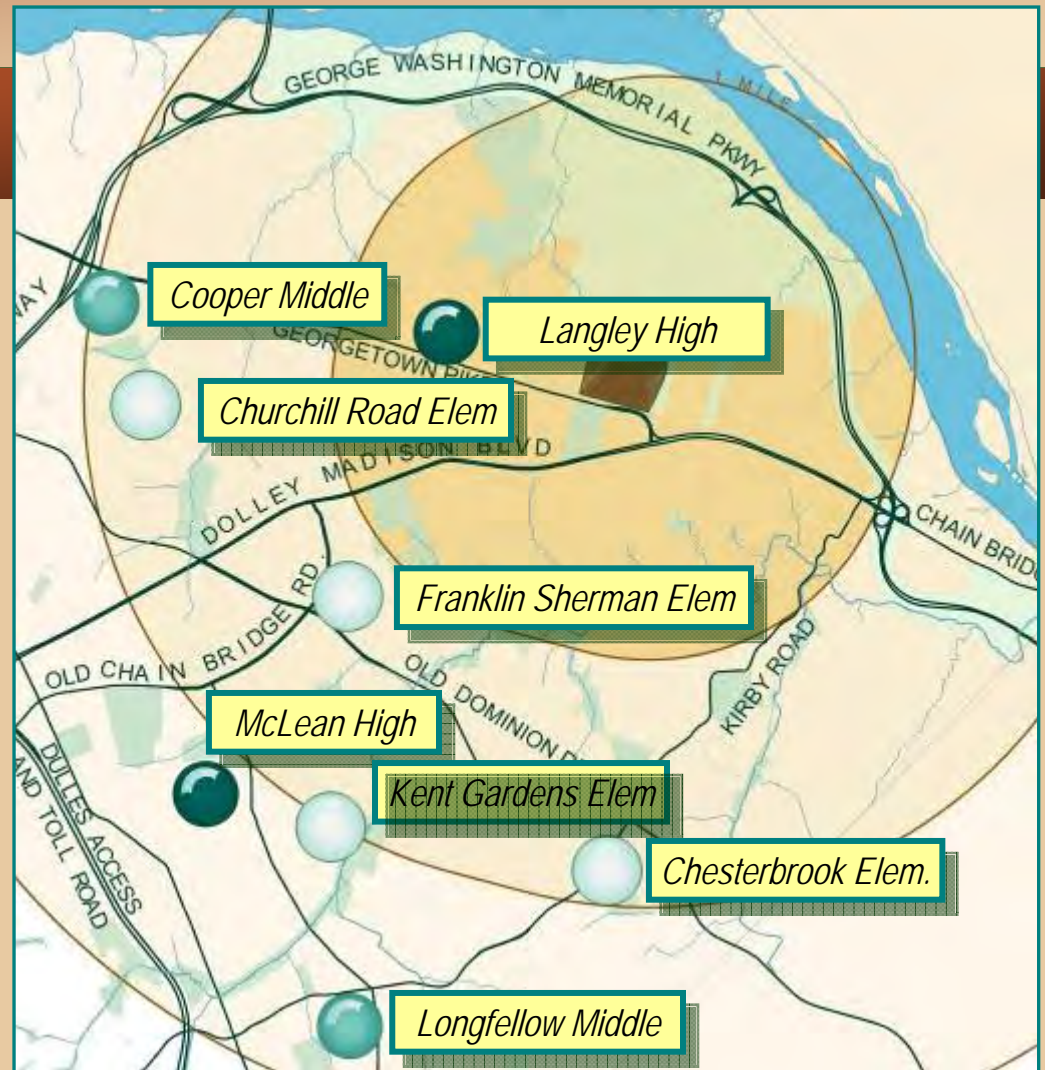 GEORGE WASHINGTON MEMORIAL PKWY
1 MILE
WAY
Cooper Middle
Langley High
GEORGETOWN PIKE
Churchill Road Elem
DOLLEY MADISON BLVD
CHAIN BRIDG
Franklin Sherman Elem
OLD CHAIN BRIDGE RD.
OLD DOMINION D
KIRBY ROAD
McLean High
Kent Gardens Elem
DULLES ACCESS
AND TOLL ROAD
Chesterbrook Elem.
Longfellow Middle